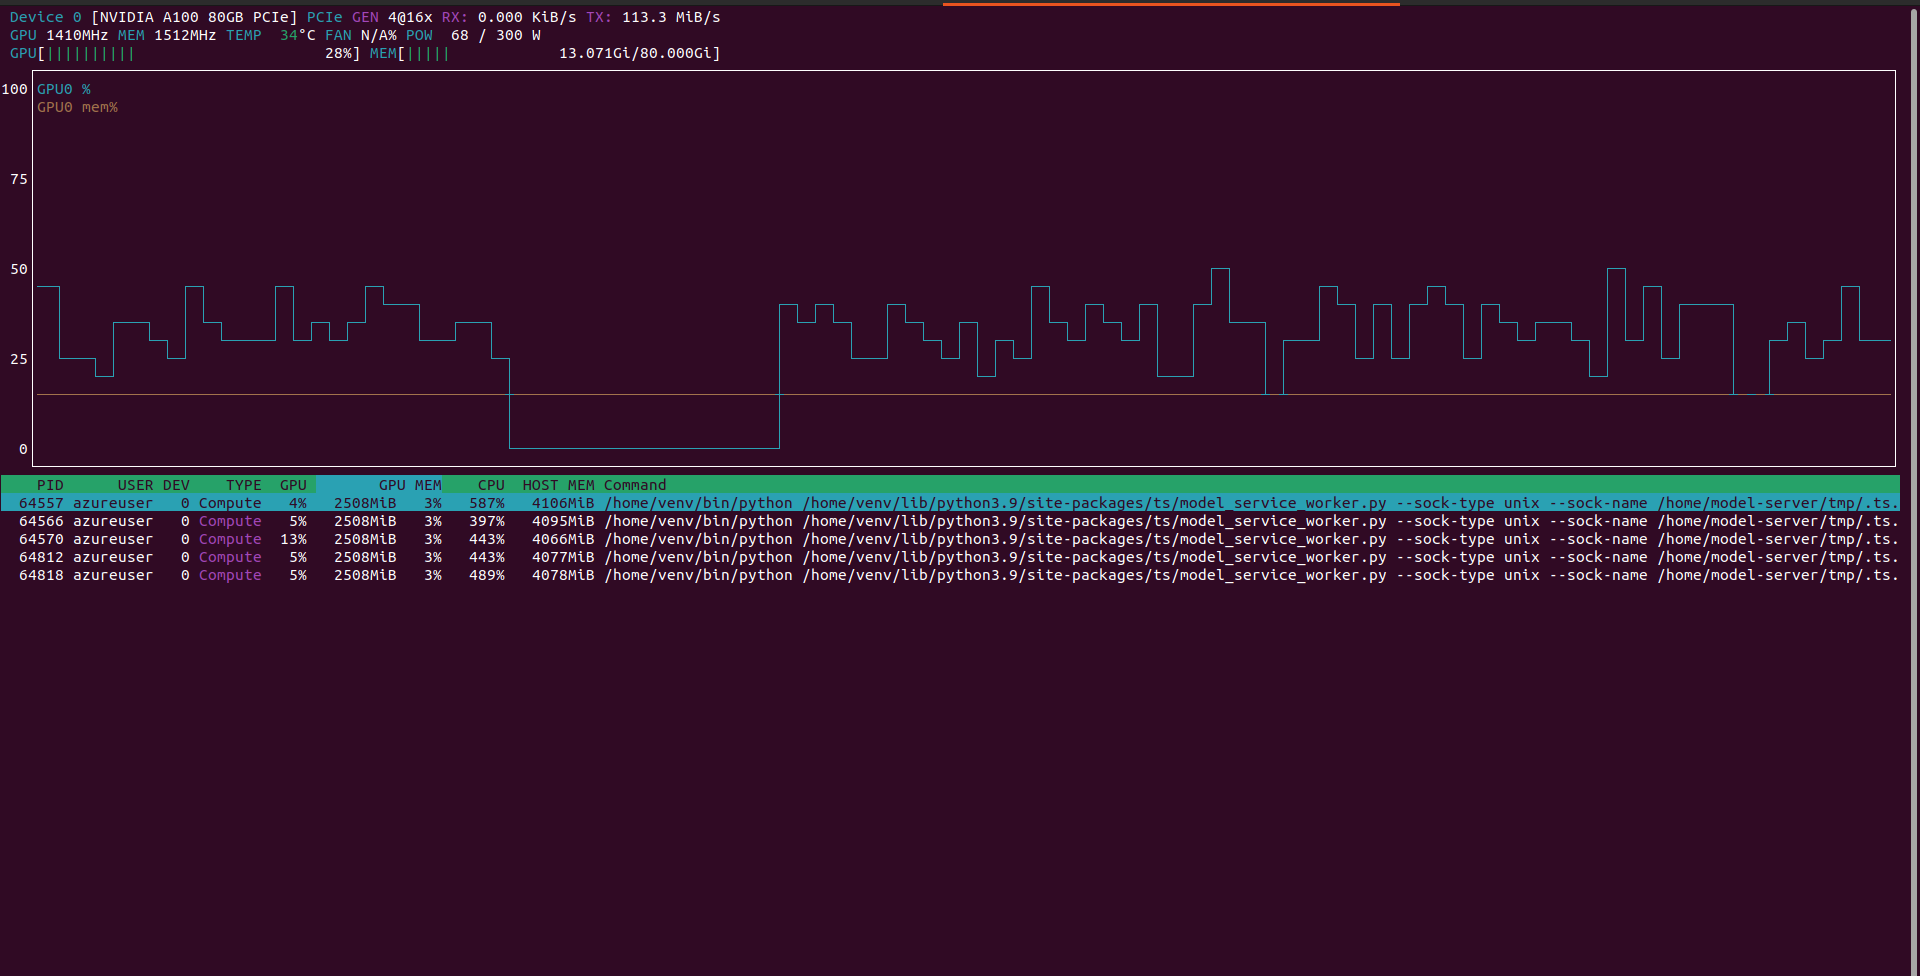 Device 0 [NVIDIA A100 80GB PCIe] PCIe GEN 4@16x RX: 0.000 KiB/s TX: 113.3 MiB/s
GPU 1410MHz MEM 1512MHz TEMP  34°C FAN N/A% POW  68 / 300 W
GPU[|||||||||| 28%] MEM[||||| 13.071Gi/80.000Gi]
100
GPU0 %
GPU0 mem%
75
50
25
0
PID USER DEV TYPE GPU GPU MEM CPU HOST MEM Command
64557 azureuser 0 Compute 4% 2508MiB 3% 587% 4106MiB /home/venv/bin/python /home/venv/lib/python3.9/site-packages/ts/model_service_worker.py --sock-type unix --sock-name /home/model-server/tmp/.ts.
64566 azureuser 0 Compute 5% 2508MiB 3% 397% 4095MiB /home/venv/bin/python /home/venv/lib/python3.9/site-packages/ts/model_service_worker.py --sock-type unix --sock-name /home/model-server/tmp/.ts.
64570 azureuser 0 Compute 13% 2508MiB 3% 443% 4066MiB /home/venv/bin/python /home/venv/lib/python3.9/site-packages/ts/model_service_worker.py --sock-type unix --sock-name /home/model-server/tmp/.ts.
64812 azureuser 0 Compute 5% 2508MiB 3% 443% 4077MiB /home/venv/bin/python /home/venv/lib/python3.9/site-packages/ts/model_service_worker.py --sock-type unix --sock-name /home/model-server/tmp/.ts.
64818 azureuser 0 Compute 5% 2508MiB 3% 489% 4078MiB /home/venv/bin/python /home/venv/lib/python3.9/site-packages/ts/model_service_worker.py --sock-type unix --sock-name /home/model-server/tmp/.ts.